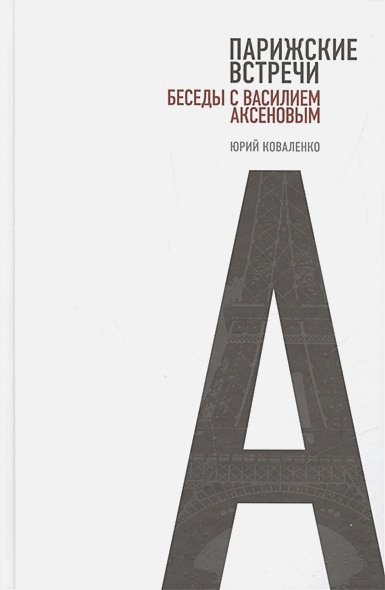 ПАРИЖСКИЕ
ВСТРЕЧИ
БЕСЕДЫ С ВАСИЛИЕМ
АКСЕНОВЫМ
ЮРИЙ КОВАЛЕНКО
А